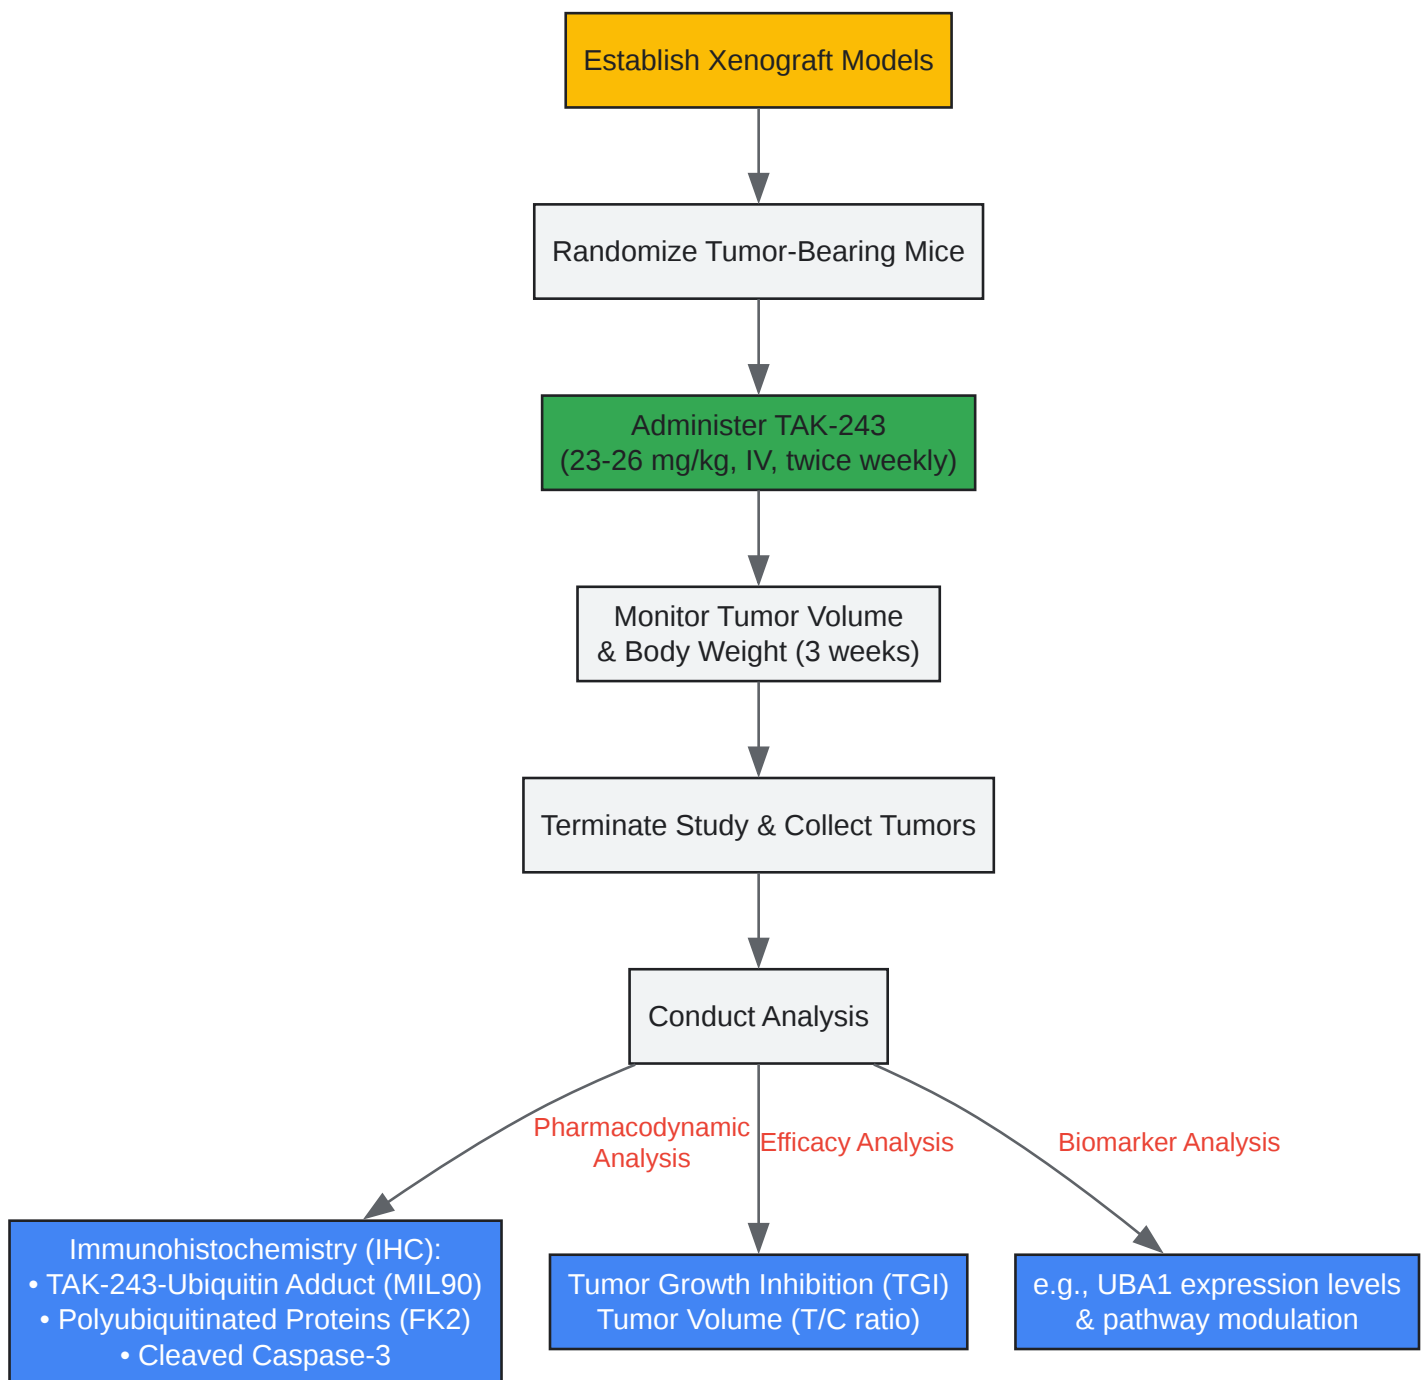 Establish Xenograft Models
Randomize Tumor-Bearing Mice
Administer TAK-243
(23-26 mg/kg, IV, twice weekly)
Monitor Tumor Volume
& Body Weight (3 weeks)
Terminate Study & Collect Tumors
Conduct Analysis
Pharmacodynamic
Analysis
Efficacy Analysis
Biomarker Analysis
Immunohistochemistry (IHC):
• TAK-243-Ubiquitin Adduct (MIL90)
• Polyubiquitinated Proteins (FK2)
• Cleaved Caspase-3
Tumor Growth Inhibition (TGI)
Tumor Volume (T/C ratio)
e.g., UBA1 expression levels
& pathway modulation